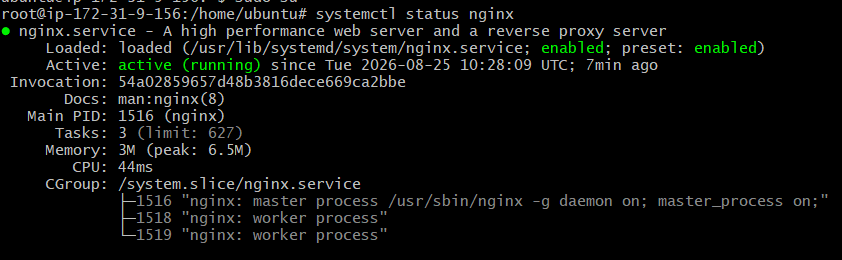 root@ip-172-31-9-156:/home/ubuntu# systemctl status nginx
● nginx.service - A high performance web server and a reverse proxy server
     Loaded: loaded (/usr/lib/systemd/system/nginx.service; enabled; preset: enabled)
     Active: active (running) since Tue 2026-08-25 10:28:09 UTC; 7min ago
 Invocation: 54a02859657d48b3816dece669ca2bbe
       Docs: man:nginx(8)
   Main PID: 1516 (nginx)
      Tasks: 3 (limit: 627)
     Memory: 3M (peak: 6.5M)
        CPU: 44ms
     CGroup: /system.slice/nginx.service
             ├─1516 "nginx: master process /usr/sbin/nginx -g daemon on; master_process on;"
             ├─1518 "nginx: worker process"
             └─1519 "nginx: worker process"